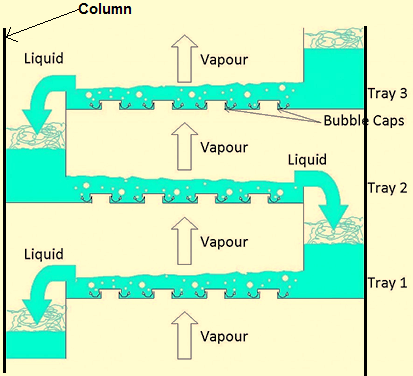 Column
Liquid
Vapour
Tray 3
Bubble Caps
Vapour
Liquid
Tray 2
Liquid
Vapour
Tray 1
Vapour